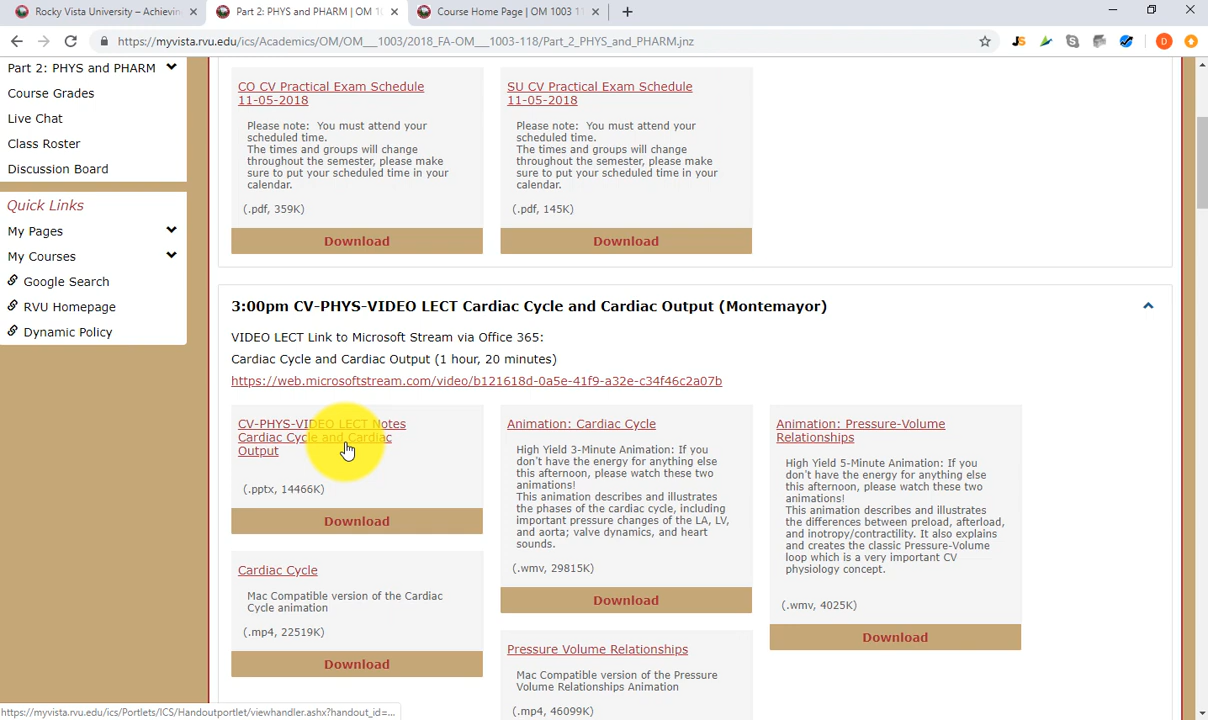 Rocky Vista University – Achievin
Part 2: PHYS and PHARM | OM 10
Course Home Page | OM 1003 11
https://myvista.rvu.edu/ics/Academics/OM/OM__1003/2018_FA-OM__1003-118/Part_2_PHYS_and_PHARM.jnz
JS
D
Part 2: PHYS and PHARM
Course Grades
Live Chat
Class Roster
Discussion Board
Quick Links
My Pages
My Courses
Google Search
RVU Homepage
Dynamic Policy
CO CV Practical Exam Schedule
11-05-2018
Please note: You must attend your
scheduled time.
The times and groups will change
throughout the semester, please make
sure to put your scheduled time in your
calendar.
(.pdf, 359K)
Download
SU CV Practical Exam Schedule
11-05-2018
Please note: You must attend your
scheduled time.
The times and groups will change
throughout the semester, please make
sure to put your scheduled time in your
calendar.
(.pdf, 145K)
Download
3:00pm CV-PHYS-VIDEO LECT Cardiac Cycle and Cardiac Output (Montemayor)
VIDEO LECT Link to Microsoft Stream via Office 365:
Cardiac Cycle and Cardiac Output (1 hour, 20 minutes)
https://web.microsoftstream.com/video/b121618d-0a5e-41f9-a32e-c34f46c2a07b
CV-PHYS-VIDEO LECT Notes
Cardiac Cycle and Cardiac
Output
(.pptx, 14466K)
Download
Cardiac Cycle
Mac Compatible version of the Cardiac
Cycle animation
(.mp4, 22519K)
Download
Animation: Cardiac Cycle
High Yield 3-Minute Animation: If you
don't have the energy for anything else
this afternoon, please watch these two
animations!
This animation describes and illustrates
the phases of the cardiac cycle, including
important pressure changes of the LA, LV,
and aorta; valve dynamics, and heart
sounds.
(.wmv, 29815K)
Download
Pressure Volume Relationships
Mac Compatible version of the Pressure
Volume Relationships Animation
(.mp4, 46099K)
Animation: Pressure-Volume
Relationships
High Yield 5-Minute Animation: If you
don't have the energy for anything else
this afternoon, please watch these two
animations!
This animation describes and illustrates
the differences between preload, afterload,
and inotropy/contractility. It also explains
and creates the classic Pressure-Volume
loop which is a very important CV
physiology concept.
(.wmv, 4025K)
Download
https://myvista.rvu.edu/ics/Portlets/ICS/Handoutportlet/viewhandler.ashx?handout_id=...